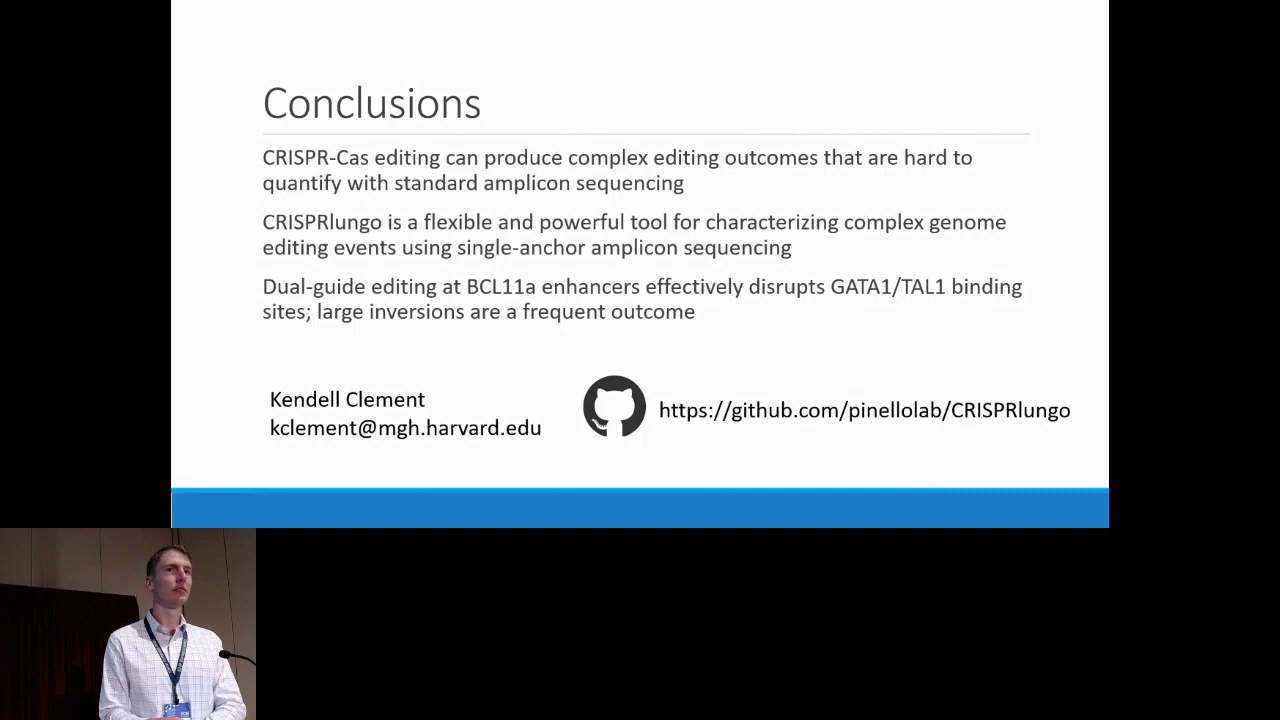 Conclusions
CRISPR-Cas editing can produce complex editing outcomes that are hard to
quantify with standard amplicon sequencing
CRISPRlungo is a flexible and powerful tool for characterizing complex genome
editing events using single-anchor amplicon sequencing
Dual-guide editing at BCL11a enhancers effectively disrupts GATA1/TAL1 binding
sites; large inversions are a frequent outcome
Kendell Clement
kclement@mgh.harvard.edu
https://github.com/pinellolab/CRISPRlungo